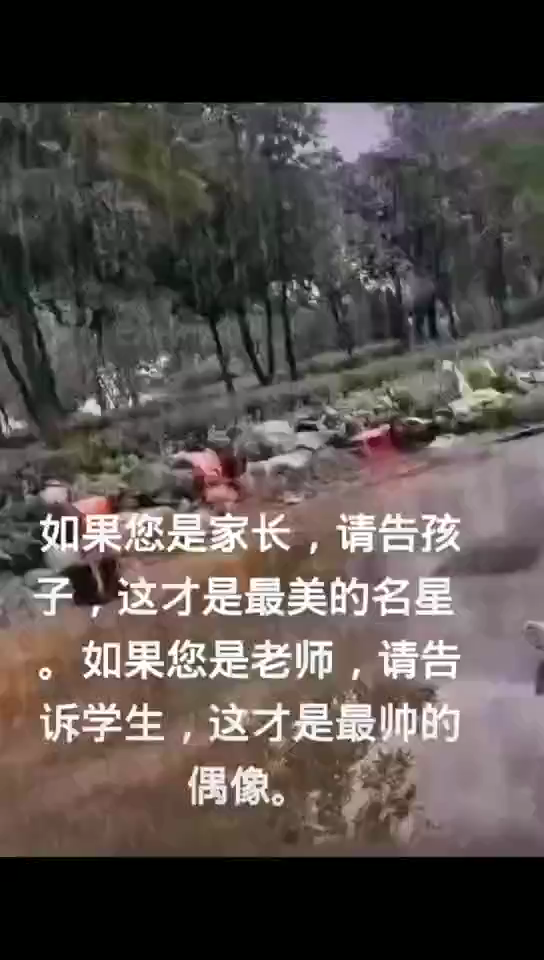 如果您是家长，请告孩
子，这才是最美的名星
。如果您是老师，请告
诉学生，这才是最帅的
偶像。